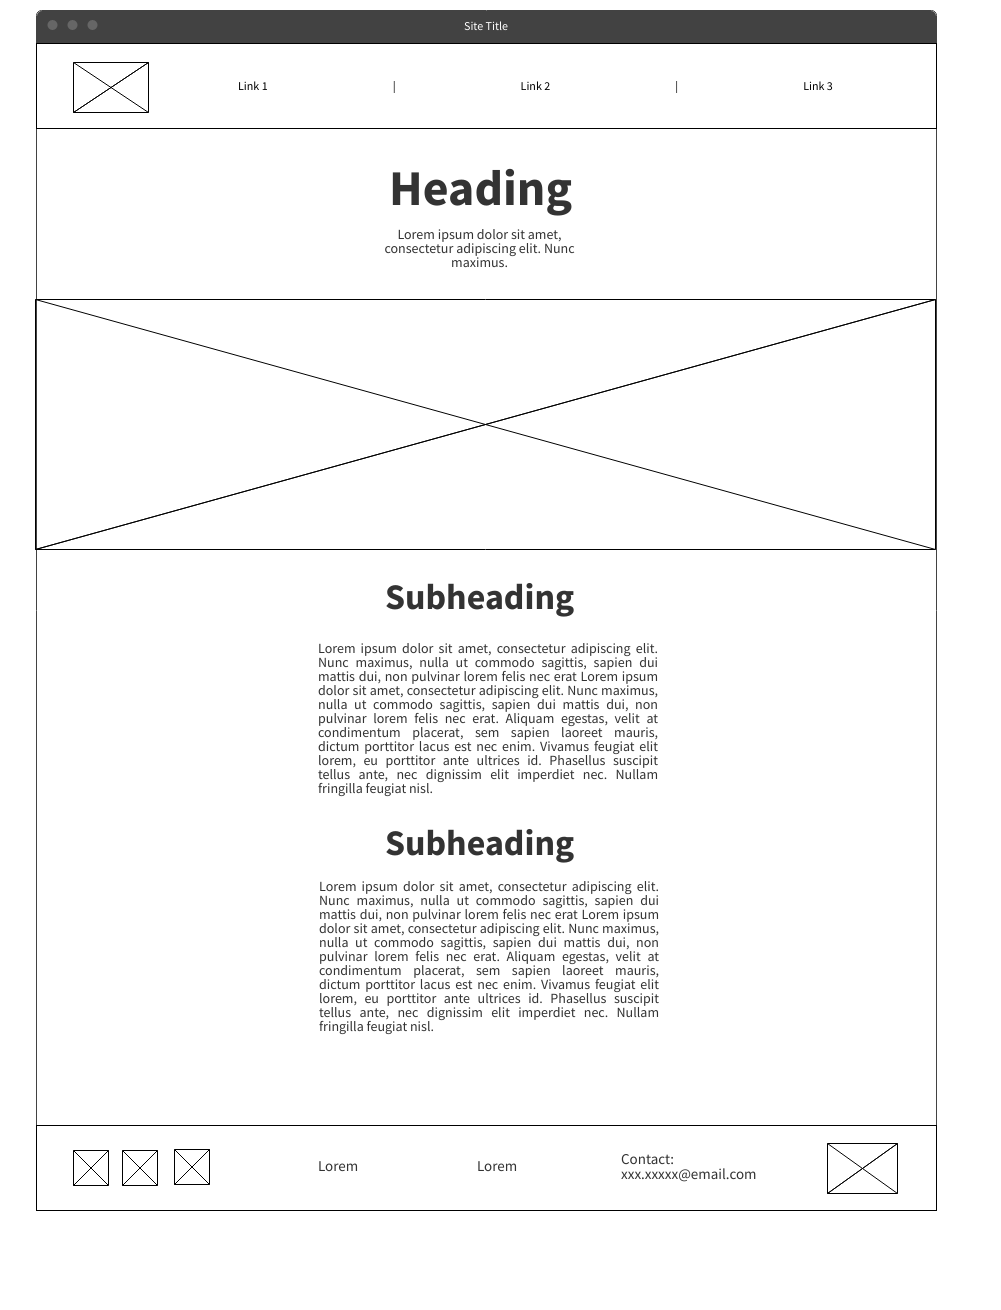 Site Title
Link 1 | Link 2 | Link 3
Heading
Lorem ipsum dolor sit amet,
consectetur adipiscing elit. Nunc
maximus.
Subheading
Lorem ipsum dolor sit amet, consectetur adipiscing elit.
Nunc maximus, nulla ut commodo sagittis, sapien dui
mattis dui, non pulvinar lorem felis nec erat Lorem ipsum
dolor sit amet, consectetur adipiscing elit. Nunc maximus,
nulla ut commodo sagittis, sapien dui mattis dui, non
pulvinar lorem felis nec erat. Aliquam egestas, velit at
condimentum placerat, sem sapien laoreet mauris,
dictum porttitor lacus est nec enim. Vivamus feugiat elit
lorem, eu porttitor ante ultrices id. Phasellus suscipit
tellus ante, nec dignissim elit imperdiet nec. Nullam
fringilla feugiat nisl.
Subheading
Lorem ipsum dolor sit amet, consectetur adipiscing elit.
Nunc maximus, nulla ut commodo sagittis, sapien dui
mattis dui, non pulvinar lorem felis nec erat Lorem ipsum
dolor sit amet, consectetur adipiscing elit. Nunc maximus,
nulla ut commodo sagittis, sapien dui mattis dui, non
pulvinar lorem felis nec erat. Aliquam egestas, velit at
condimentum placerat, sem sapien laoreet mauris,
dictum porttitor lacus est nec enim. Vivamus feugiat elit
lorem, eu porttitor ante ultrices id. Phasellus suscipit
tellus ante, nec dignissim elit imperdiet nec. Nullam
fringilla feugiat nisl.
Lorem
Lorem
Contact:
xxx.xxxxx@email.com